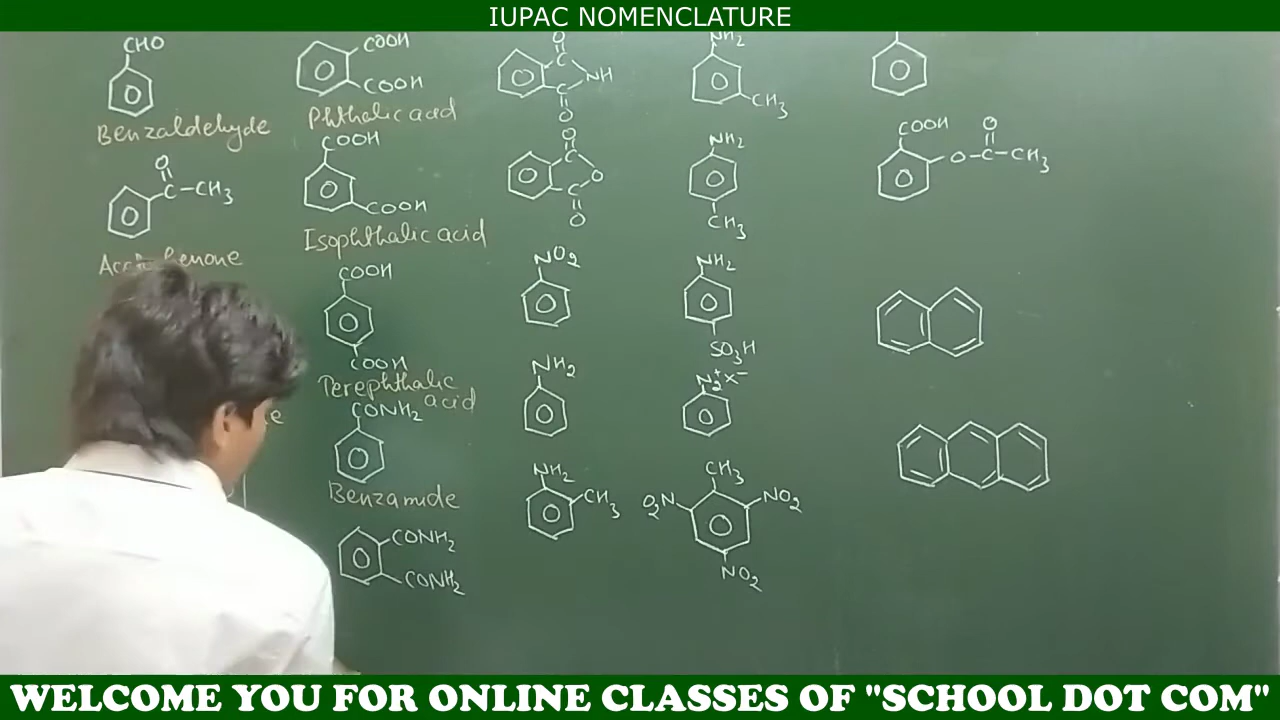 IUPAC NOMENCLATURE
CHO
Benzaldehyde
O
C-CH3
COOH
COOH
Phthalic acid
COOH
COOH
Isophthalic acid
COOH
COOH
Perephthalic
acid
CONH2
Benzamide
CONH2
CONH2
O
C
NH
C
O
O
C
O
C
O
NO2
NH2
NH2
CH3
NH2
CH3
NH2
CH3
NH2
SO3H
N2+X-
CH3
O2N
NO2
NO2
COOH
O
O-C-CH3
WELCOME YOU FOR ONLINE CLASSES OF "SCHOOL DOT COM"